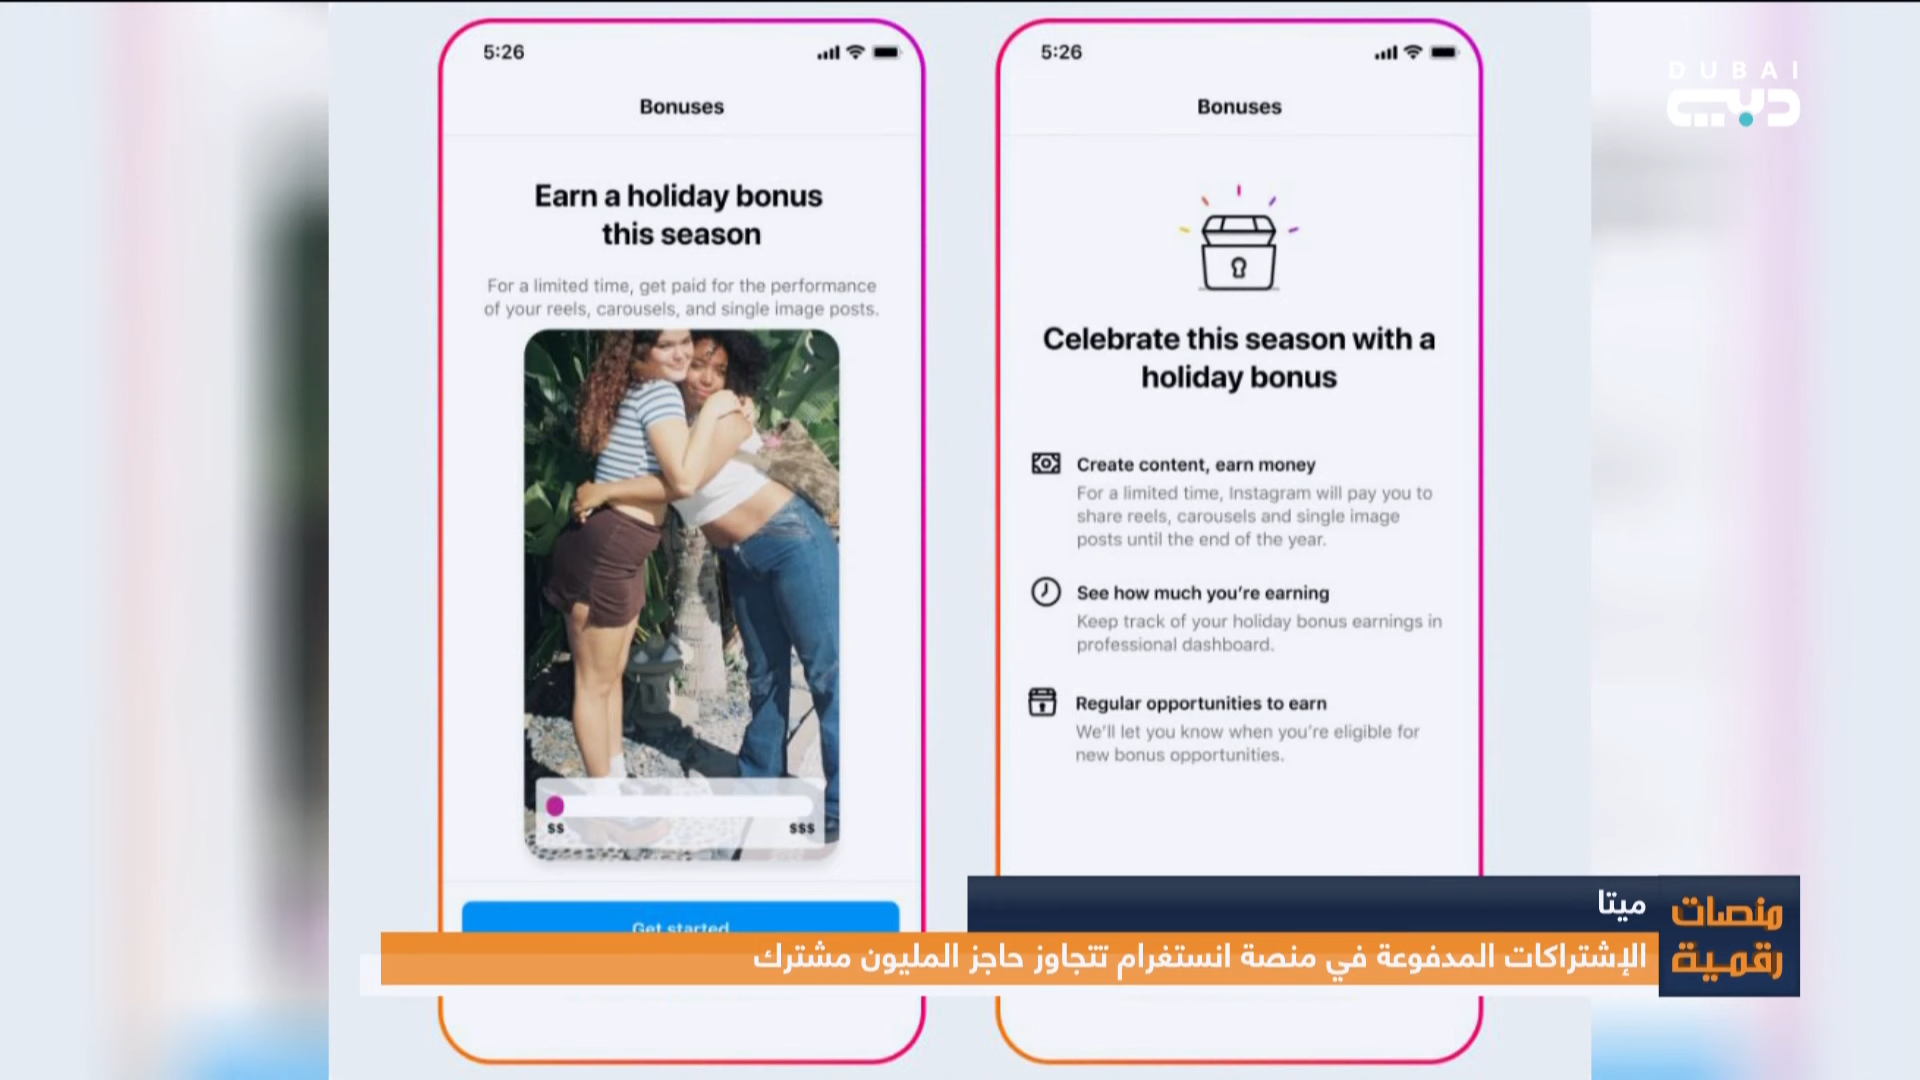 5:26
Bonuses
Earn a holiday bonus
this season
For a limited time, get paid for the performance
of your reels, carousels, and single image posts.
$$
$$$
Get started
5:26
Bonuses
Celebrate this season with a
holiday bonus
Create content, earn money
For a limited time, Instagram will pay you to
share reels, carousels and single image
posts until the end of the year.
See how much you're earning
Keep track of your holiday bonus earnings in
professional dashboard.
Regular opportunities to earn
We'll let you know when you're eligible for
new bonus opportunities.
DUBAI
دبي
منصات
رقمية
ميتا
الإشتراكات المدفوعة في منصة انستغرام تتجاوز حاجز المليون مشترك